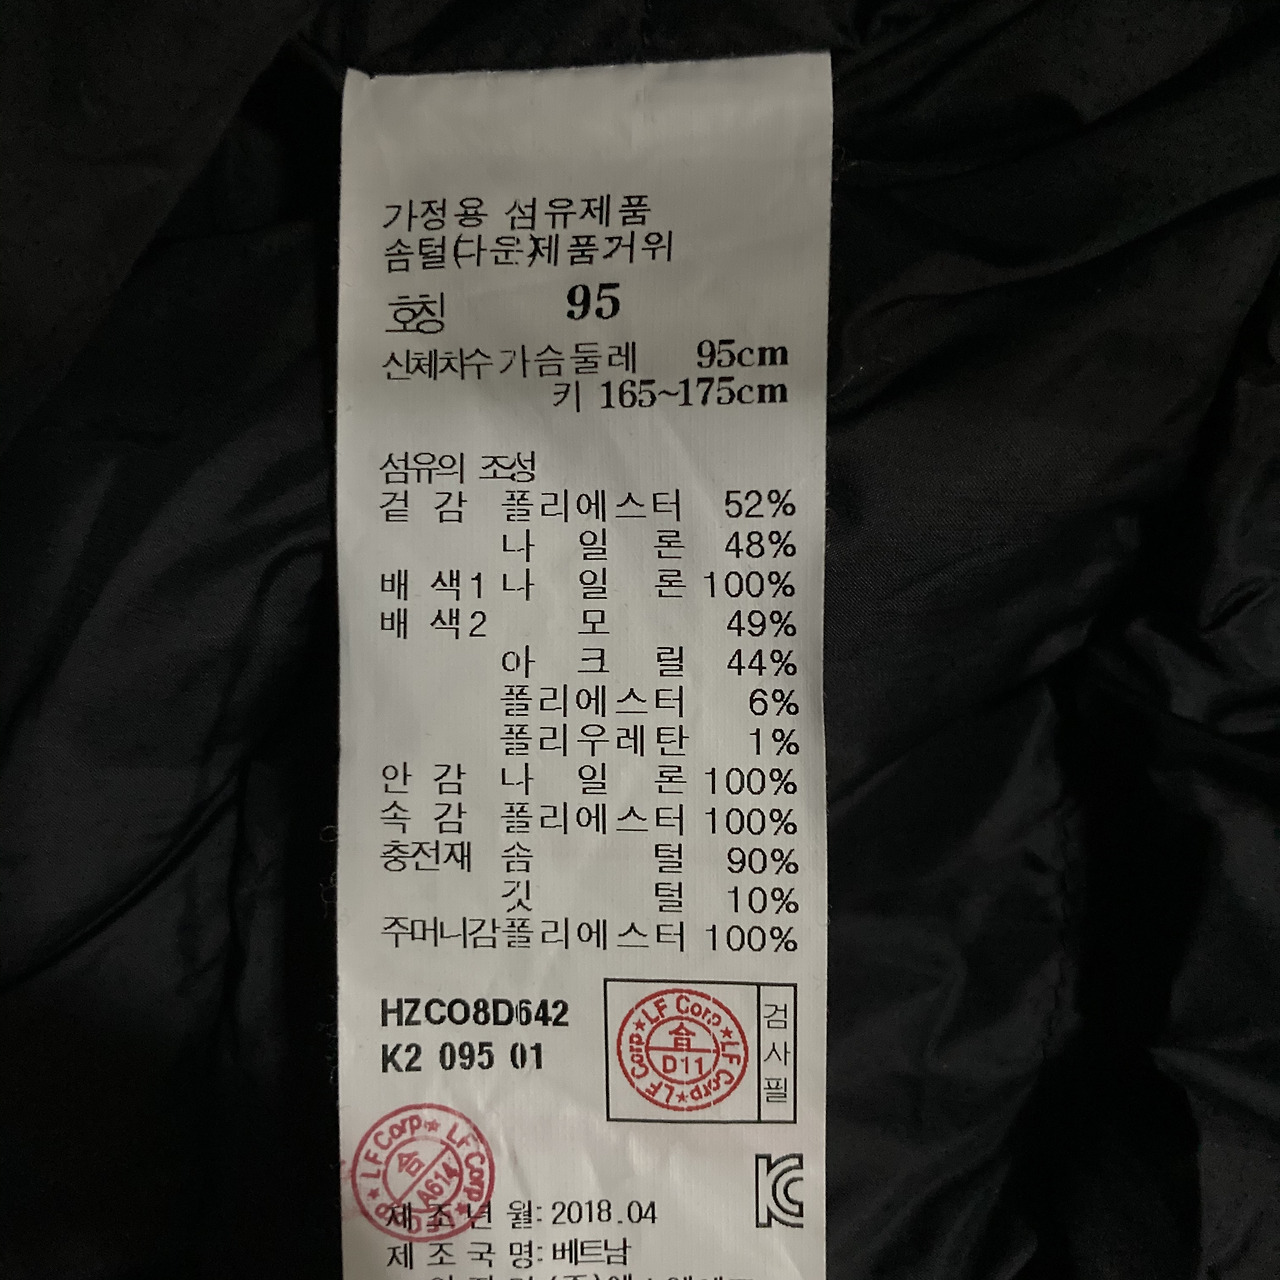 가정용 섬유제품
솜털(다운)제품거위
호칭 95
신체치수 가슴둘레 95cm
키 165~175cm
섬유의 조성
겉 감 폴리에스터 52%
나 일 론 48%
배 색1 나 일 론 100%
배 색2 모 49%
아 크 릴 44%
폴리에스터 6%
폴리우레탄 1%
안 감 나 일 론 100%
속 감 폴리에스터 100%
충전재 솜 털 90%
깃 털 10%
주머니감 폴리에스터 100%
HZCO8D642
K2 095 01
LF Corp★LF Corp★LF Corp★
合
D11
검사필
LF Corp★ LF Corp★
合
A614
제 조 년 월: 2018.04
제 조 국 명: 베트남